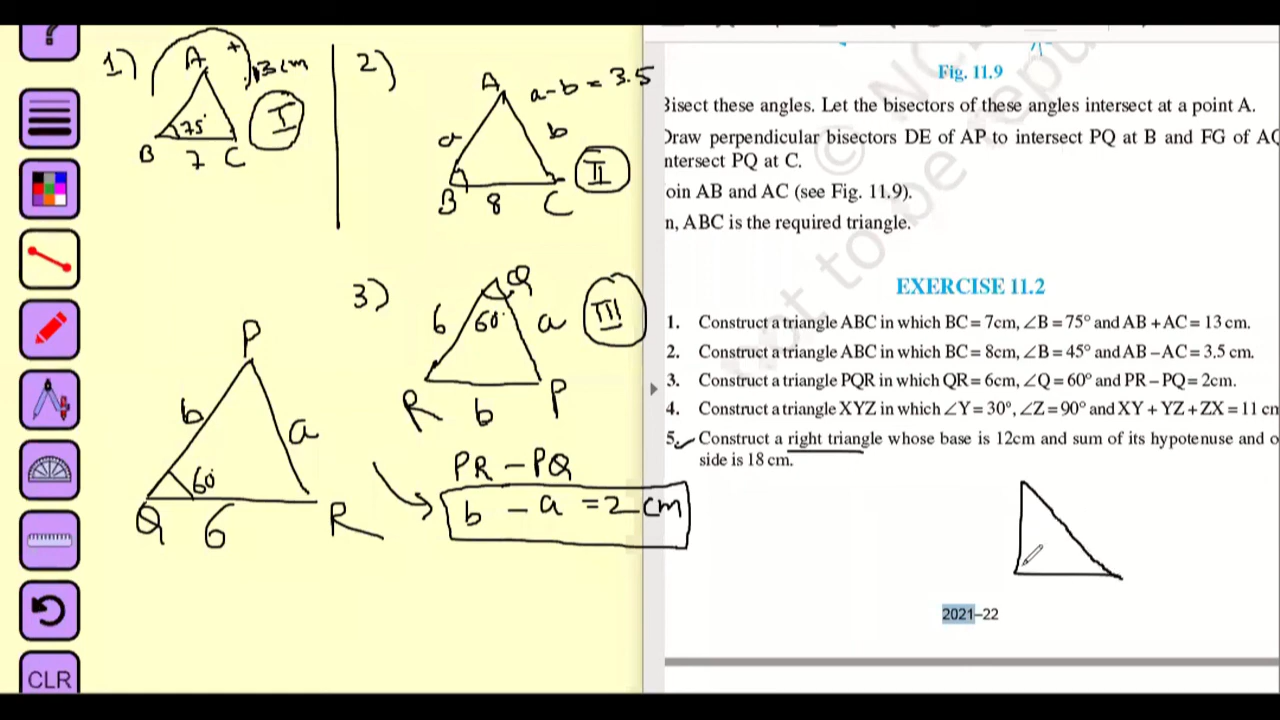 ?
CLR
1)
A
+
13 cm
75°
B 7 C
I
2)
A
a-b = 3.5
a
b
B 8 C
II
3)
Q
6 60° a
III
R b P
P
b a
60°
Q 6 R
PR - PQ
b - a = 2 cm
Fig. 11.9
Bisect these angles. Let the bisectors of these angles intersect at a point A.
Draw perpendicular bisectors DE of AP to intersect PQ at B and FG of AQ
ntersect PQ at C.
oin AB and AC (see Fig. 11.9).
n, ABC is the required triangle.
EXERCISE 11.2
1. Construct a triangle ABC in which BC = 7cm, ∠B = 75° and AB + AC = 13 cm.
2. Construct a triangle ABC in which BC = 8cm, ∠B = 45° and AB – AC = 3.5 cm.
3. Construct a triangle PQR in which QR = 6cm, ∠Q = 60° and PR – PQ = 2cm.
4. Construct a triangle XYZ in which ∠Y = 30°, ∠Z = 90° and XY + YZ + ZX = 11 cm
5. Construct a right triangle whose base is 12cm and sum of its hypotenuse and o
side is 18 cm.
2021–22